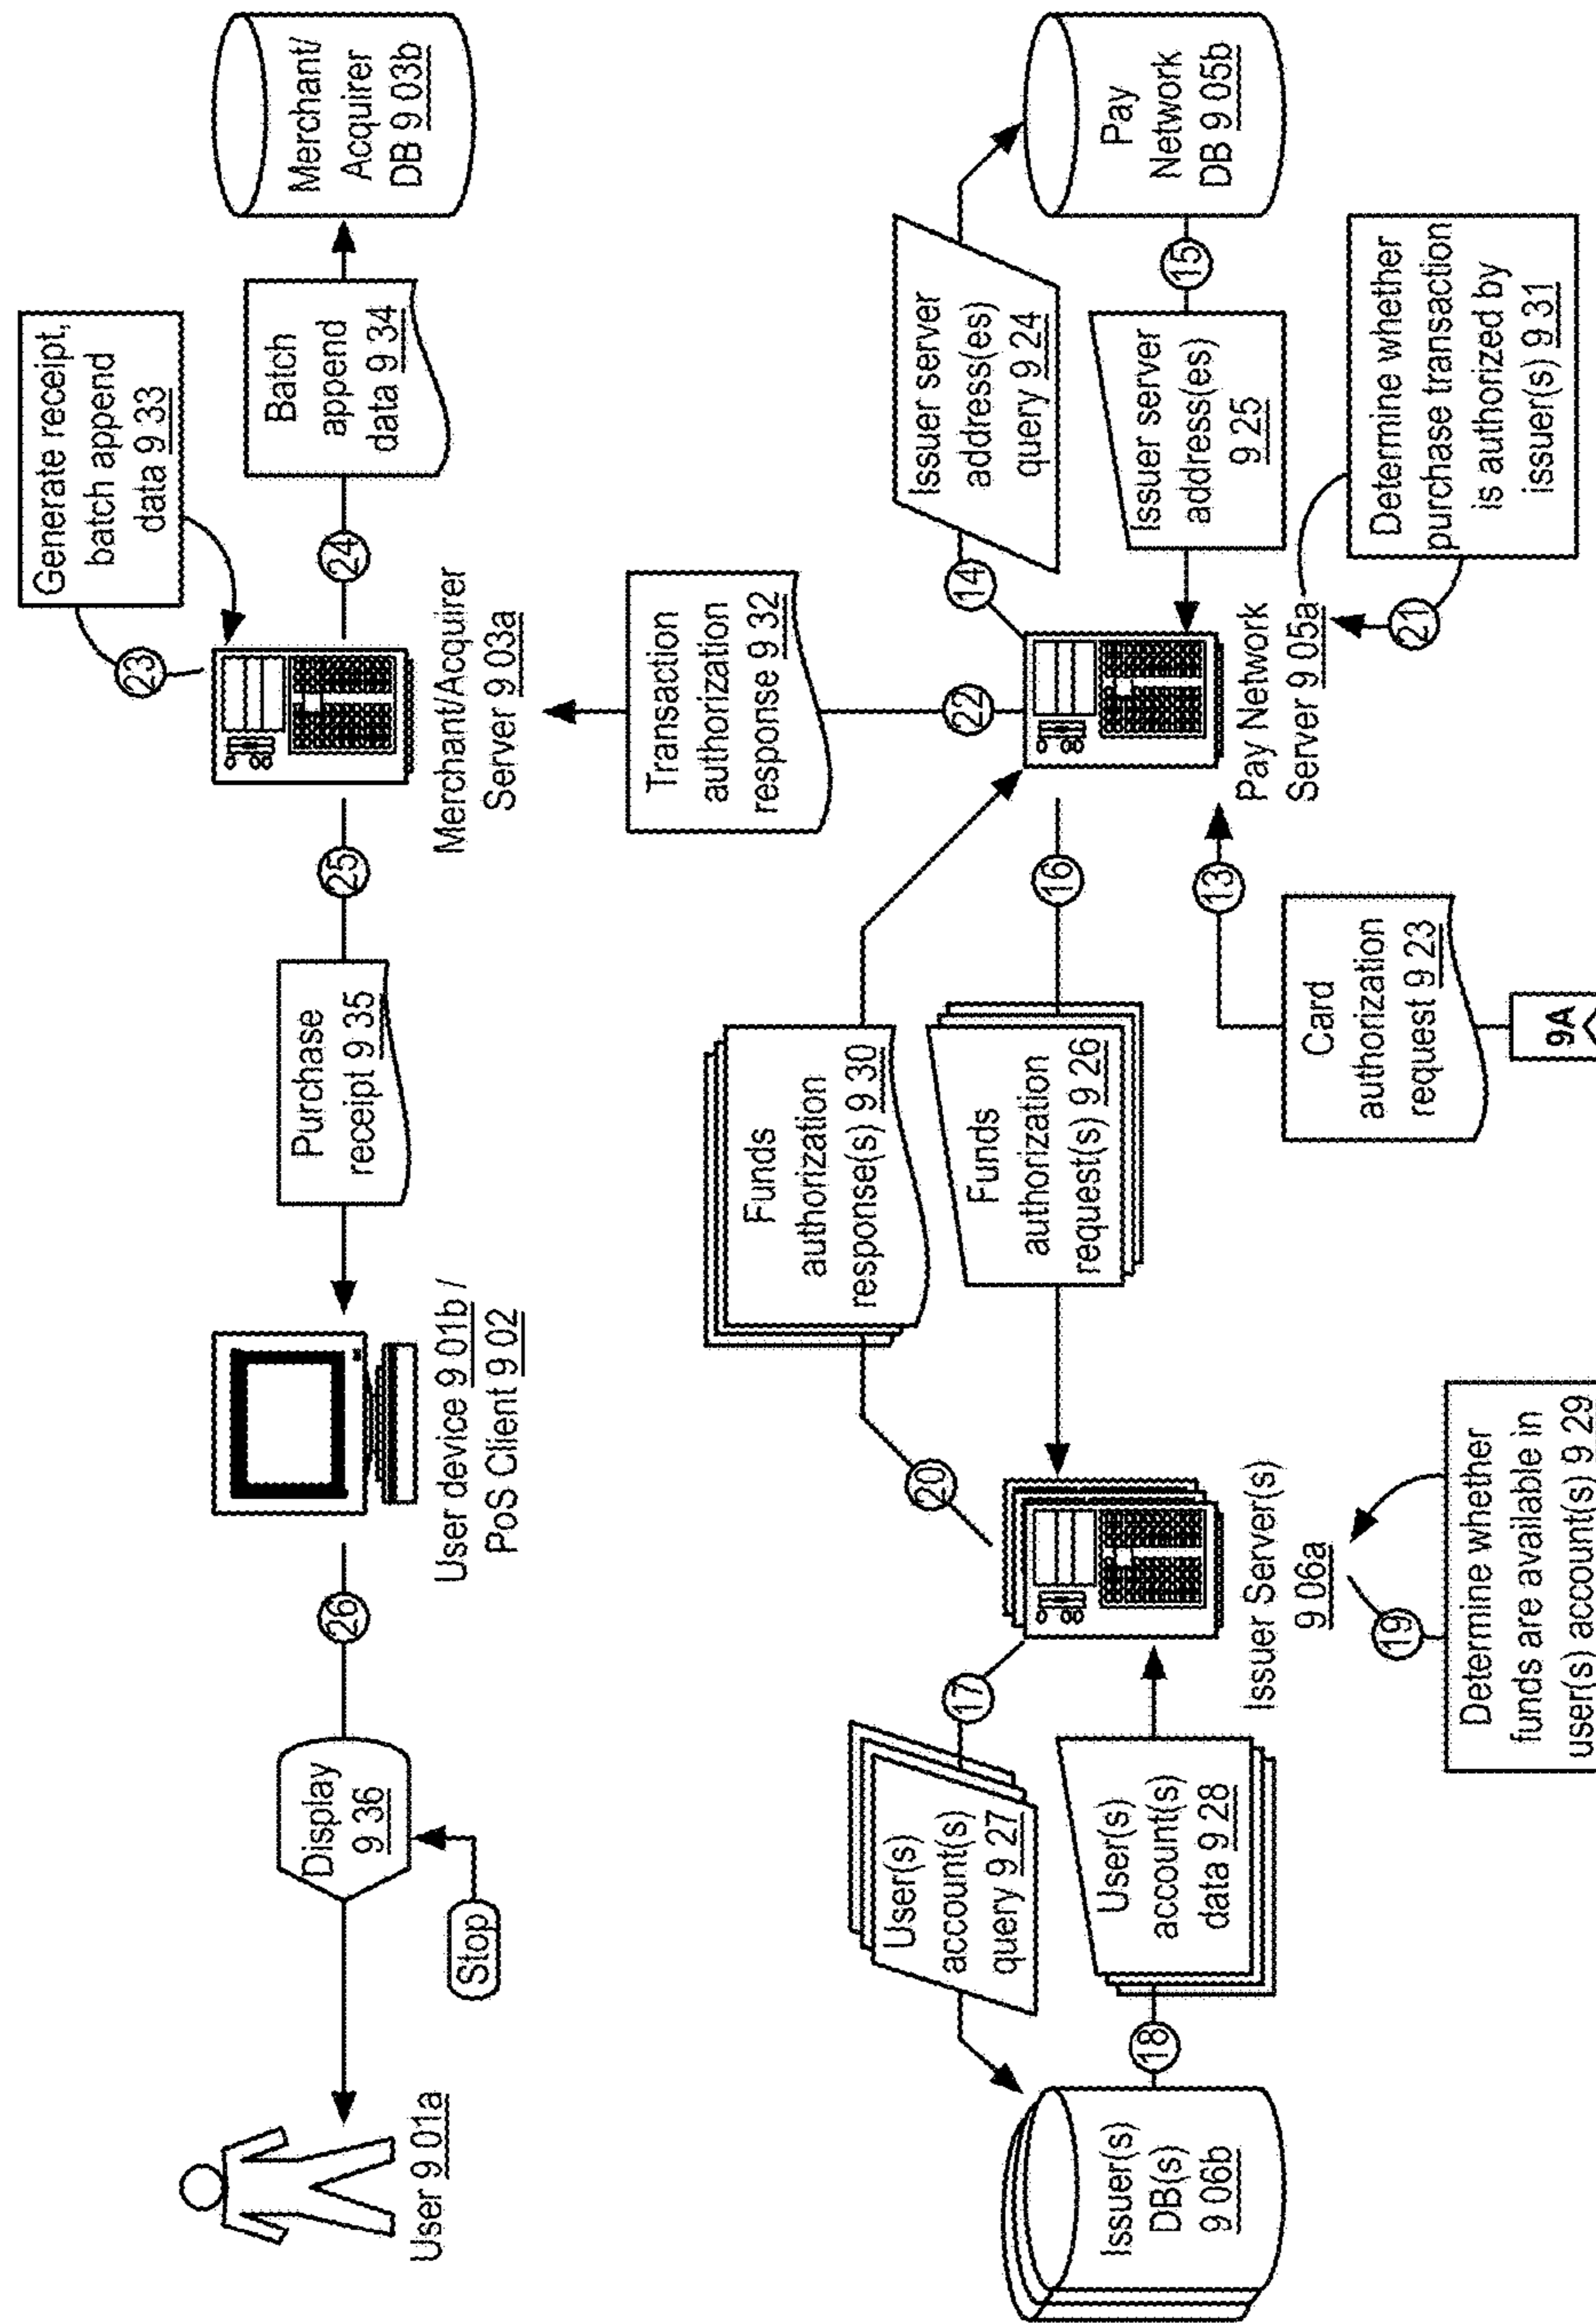 User 9 01a
Display
9 36
Stop
26
User device 9 01b /
PoS Client 9 02
Purchase
receipt 9 35
25
Merchant/Acquirer
Server 9 03a
23
Generate receipt,
batch append
data 9 33
24
Batch
append
data 9 34
Merchant/
Acquirer
DB 9 03b
Transaction
authorization
response 9 32
22
Issuer(s)
DB(s)
9 06b
User(s)
account(s)
query 9 27
17
18
User(s)
account(s)
data 9 28
Issuer Server(s)
9 06a
19
Determine whether
funds are available in
user(s) account(s) 9 29
20
Funds
authorization
response(s) 9 30
Funds
authorization
request(s) 9 26
16
Card
authorization
request 9 23
9A
13
Pay Network
Server 9 05a
14
Issuer server
address(es)
query 9 24
Issuer server
address(es)
9 25
15
Pay
Network
DB 9 05b
21
Determine whether
purchase transaction
is authorized by
issuer(s) 9 31